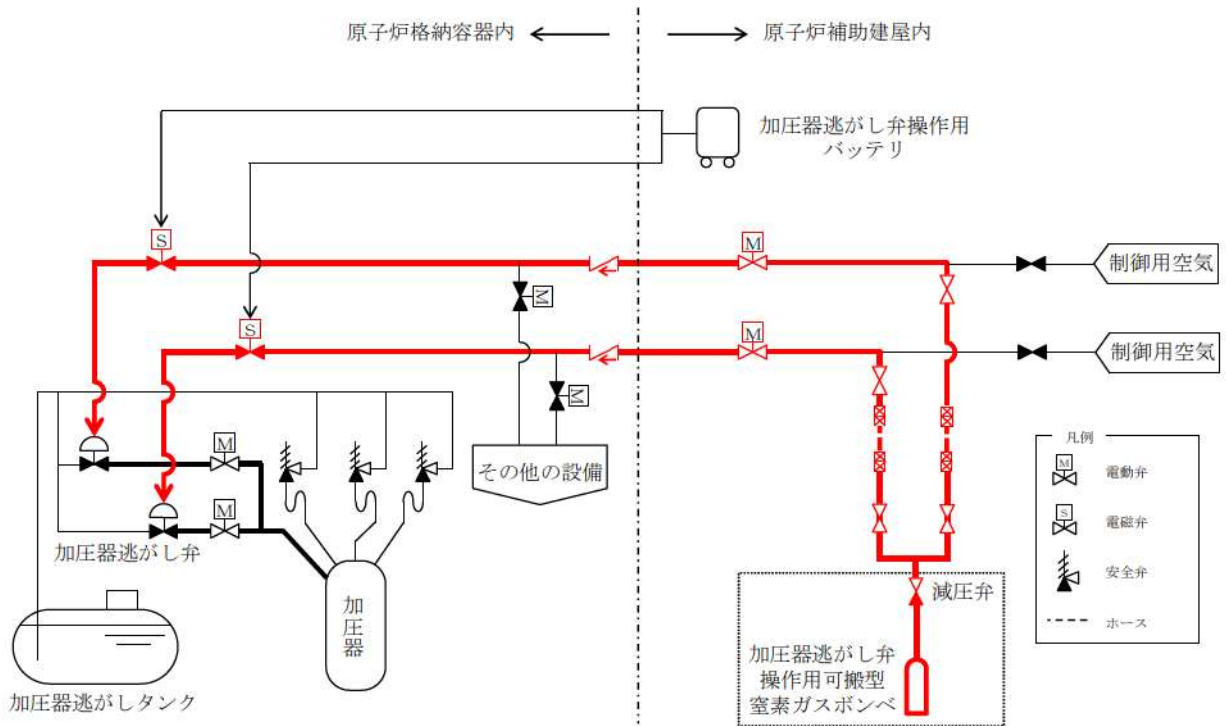 原子炉格納容器内
原子炉補助建屋内
加圧器逃がし弁操作用
バッテリ
S
M
制御用空気
M
S
M
制御用空気
M
凡例
M
電動弁
S
電磁弁
安全弁
ホース
M
M
その他の設備
加圧器逃がし弁
加圧器
減圧弁
加圧器逃がし弁
操作用可搬型
窒素ガスボンベ
加圧器逃がしタンク